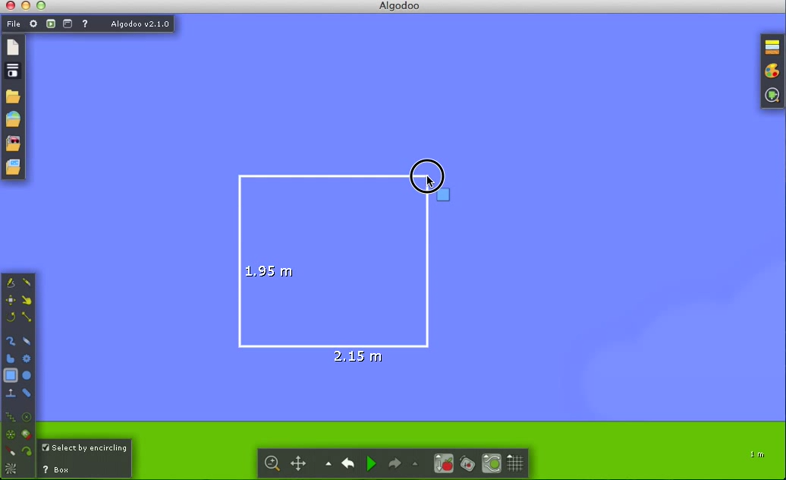 Algodoo
File ? Algodoo v2.1.0
1.95 m
2.15 m
Select by encircling
? Box
1 m